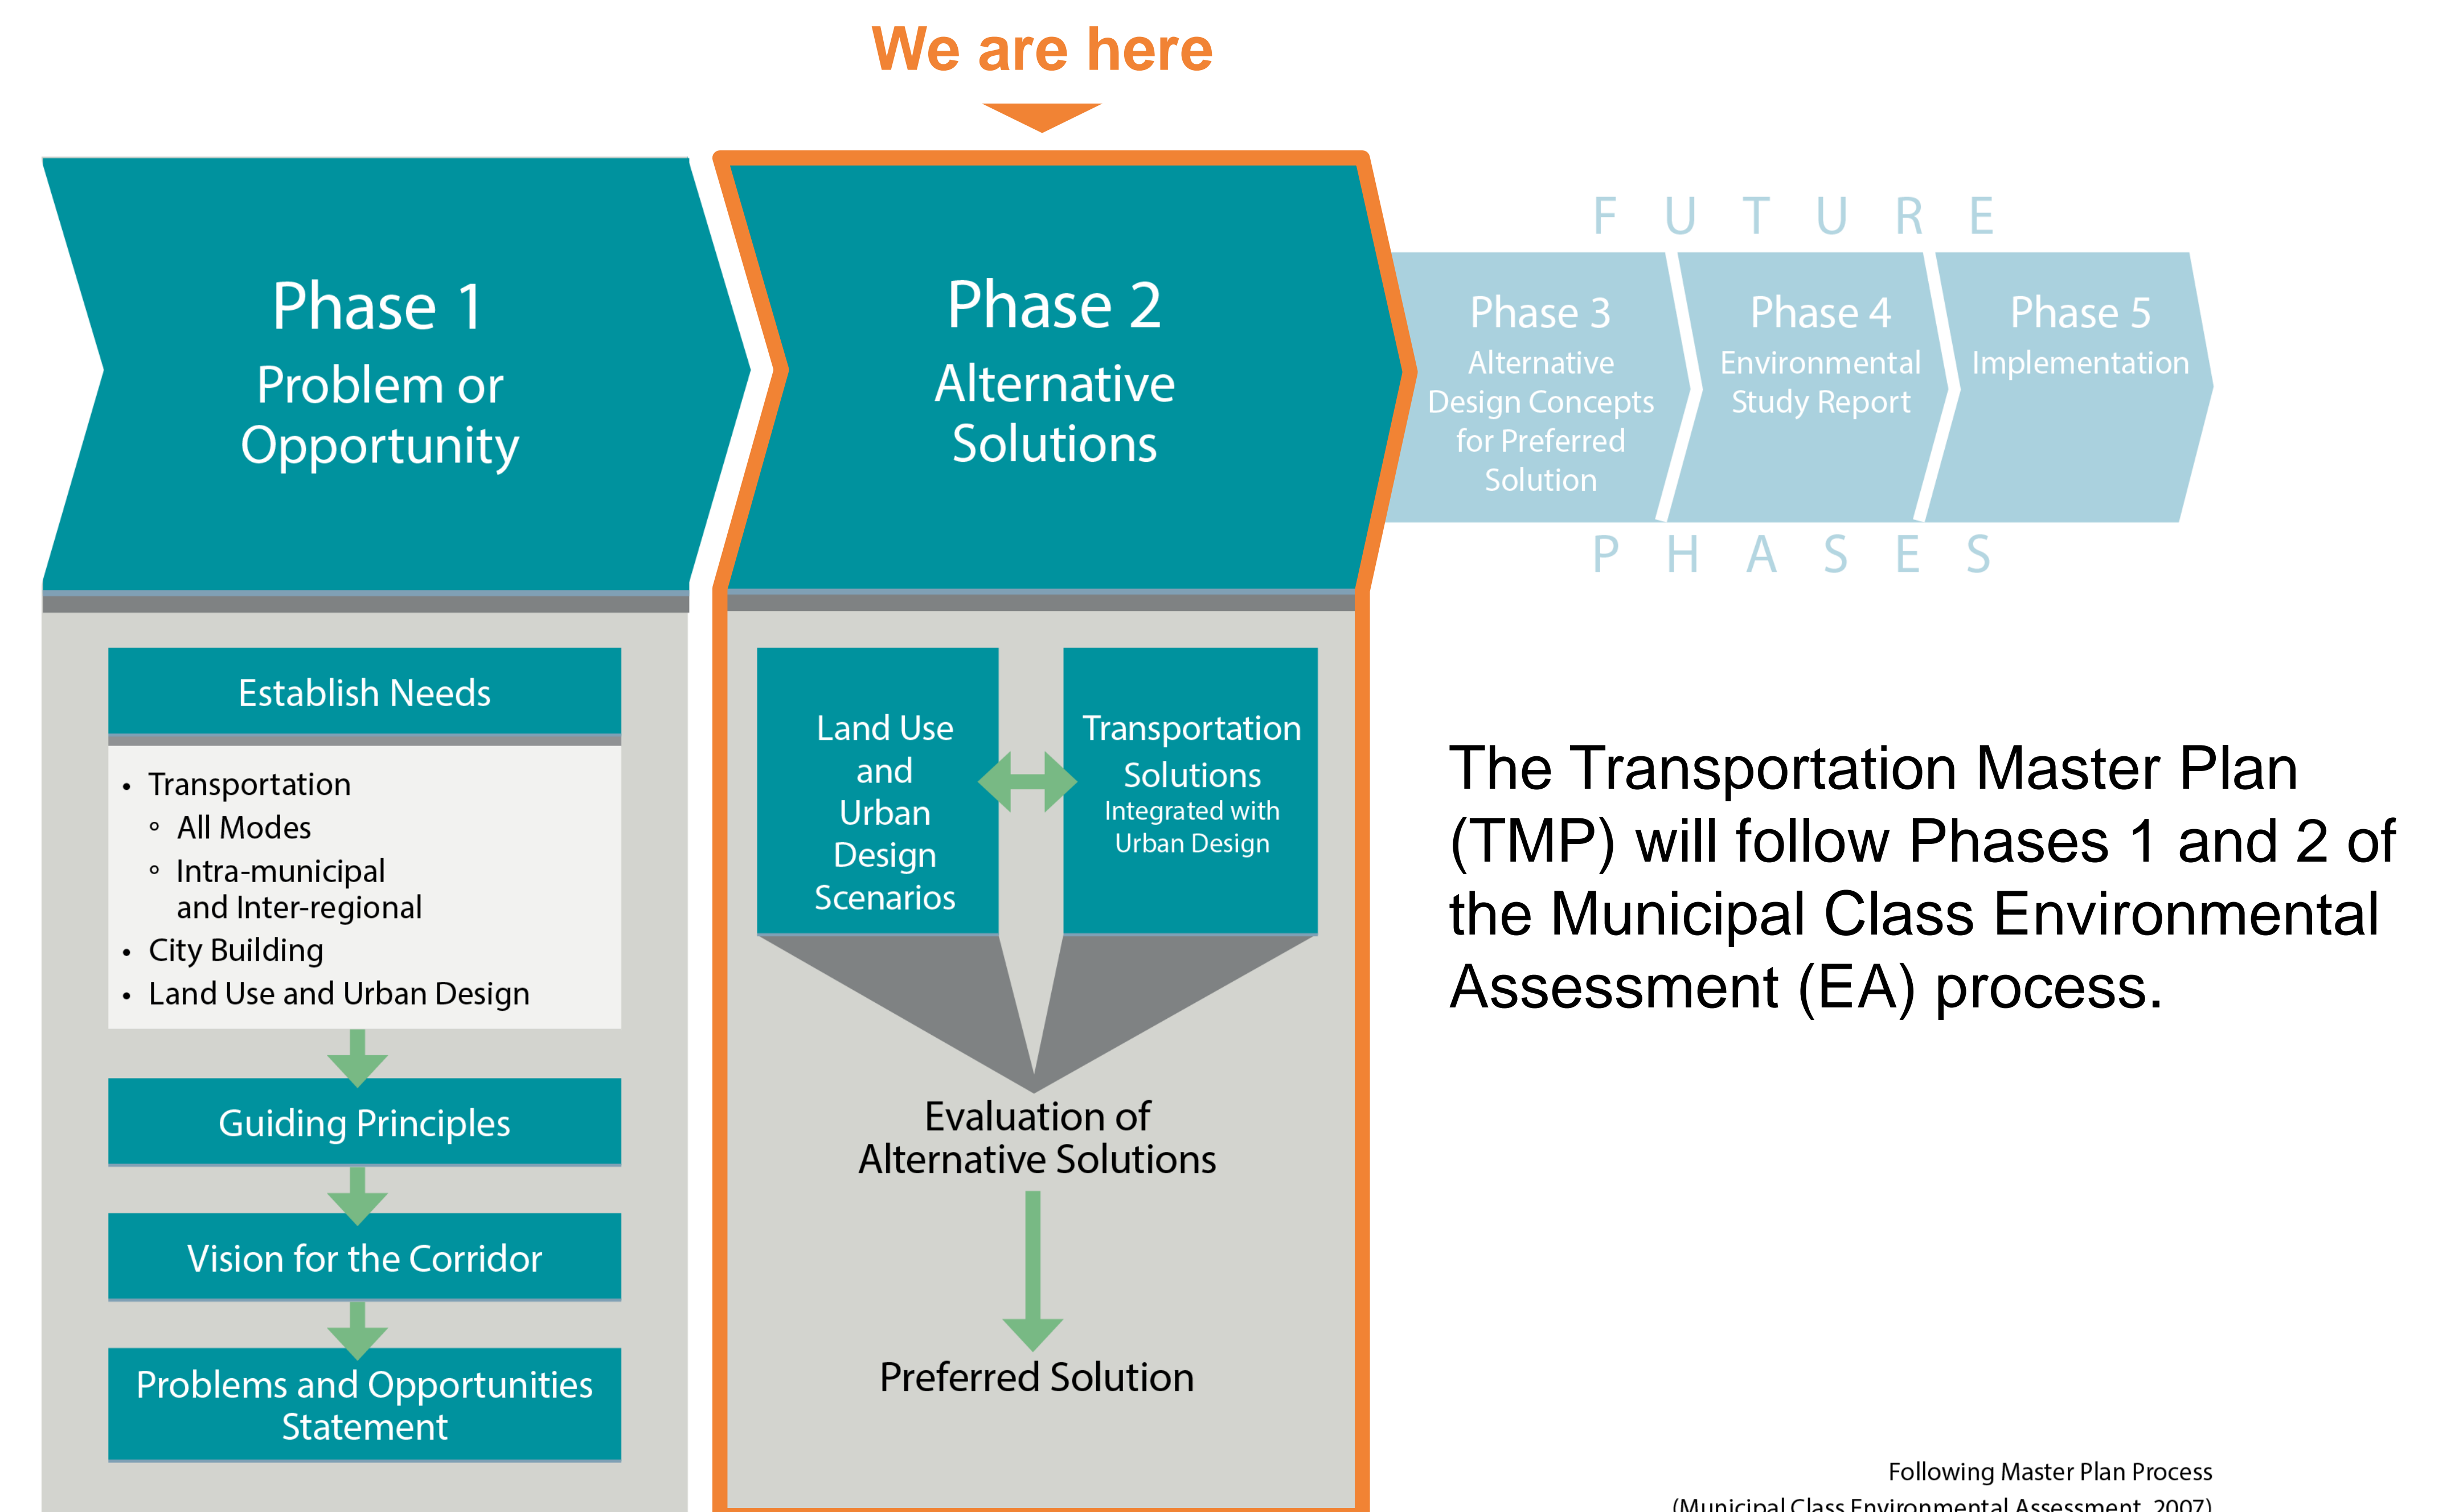 We are here
Phase 1
Problem or
Opportunity
Phase 2
Alternative
Solutions
F U T U R E
Phase 3
Alternative
Design Concepts
for Preferred
Solution
Phase 4
Environmental
Study Report
Phase 5
Implementation
P H A S E S
Establish Needs
• Transportation
° All Modes
° Intra-municipal
and Inter-regional
• City Building
• Land Use and Urban Design
Guiding Principles
Vision for the Corridor
Problems and Opportunities
Statement
Land Use
and
Urban
Design
Scenarios
Transportation
Solutions
Integrated with
Urban Design
Evaluation of
Alternative Solutions
Preferred Solution
The Transportation Master Plan
(TMP) will follow Phases 1 and 2 of
the Municipal Class Environmental
Assessment (EA) process.
Following Master Plan Process
(Municipal Class Environmental Assessment, 2007)